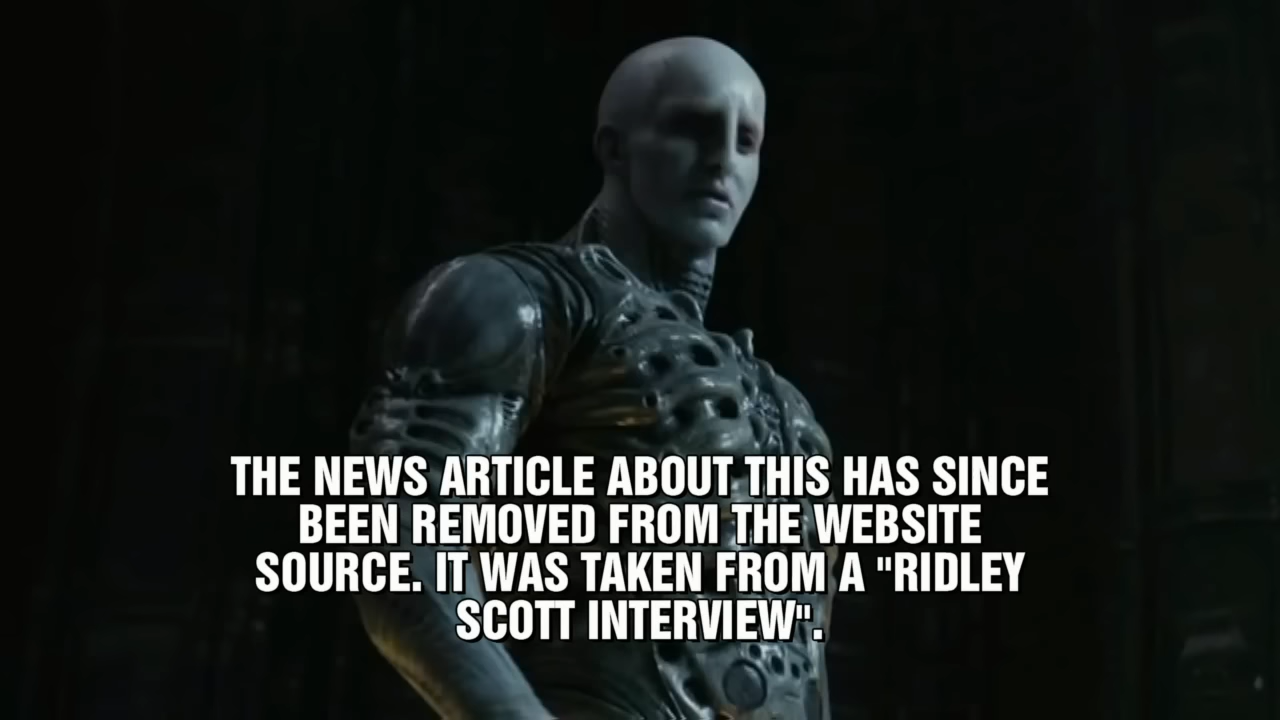 THE NEWS ARTICLE ABOUT THIS HAS SINCE
BEEN REMOVED FROM THE WEBSITE
SOURCE. IT WAS TAKEN FROM A "RIDLEY
SCOTT INTERVIEW".